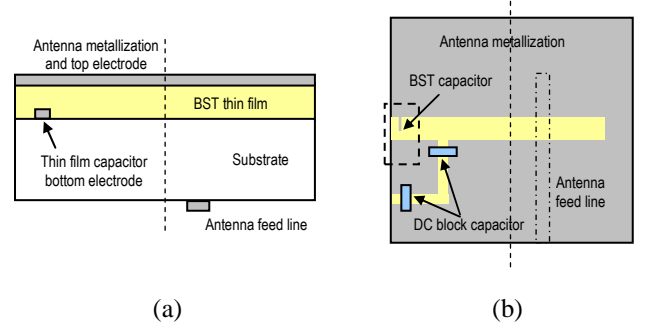 Antenna metallization
and top electrode
BST thin film
Thin film capacitor
bottom electrode
Substrate
Antenna feed line
(a)
Antenna metallization
BST capacitor
Antenna
feed line
DC block capacitor
(b)